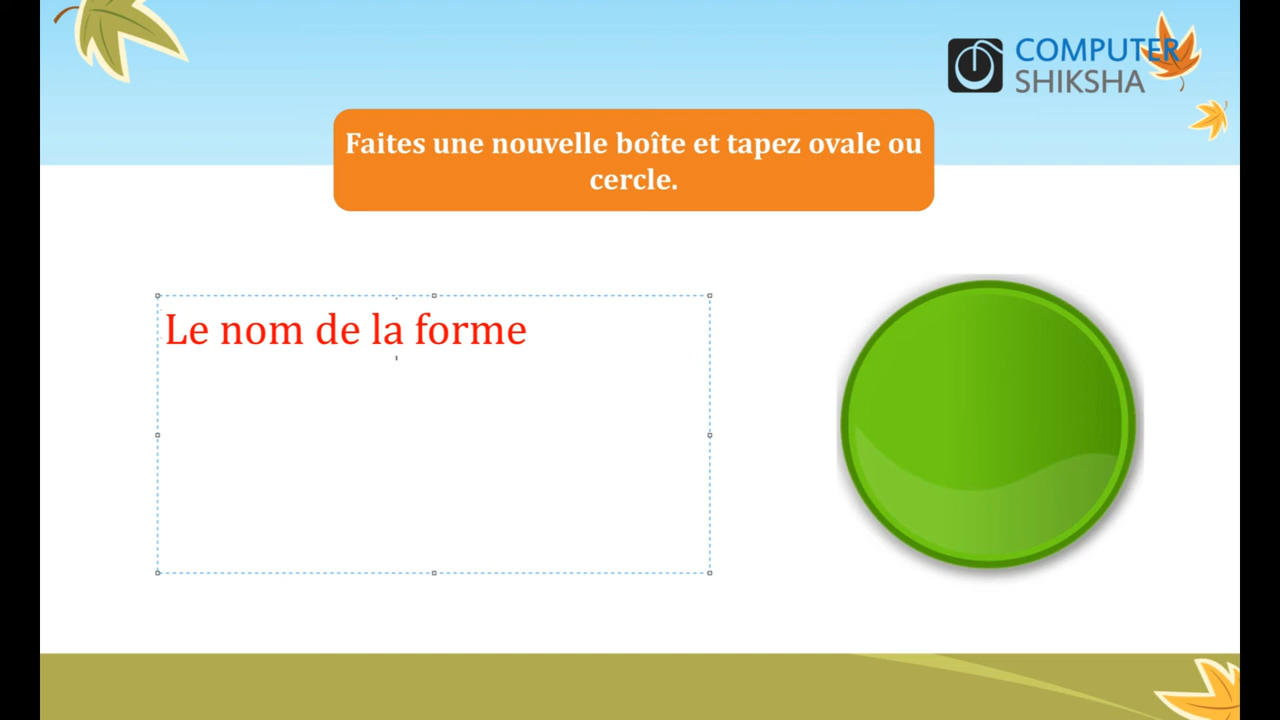 COMPUTER
SHIKSHA
Faites une nouvelle boîte et tapez ovale ou
cercle.
Le nom de la forme